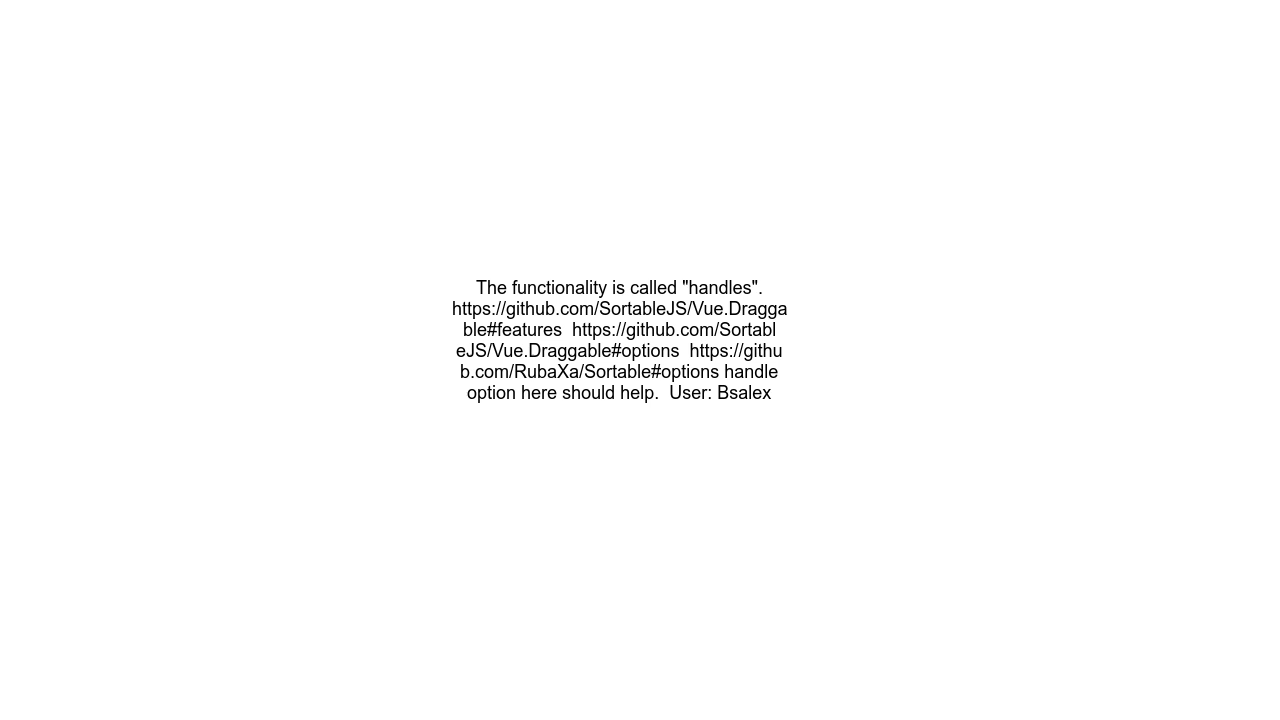 The functionality is called "handles".
https://github.com/SortableJS/Vue.Dragga
ble#features  https://github.com/Sortabl
eJS/Vue.Draggable#options  https://githu
b.com/RubaXa/Sortable#options handle
option here should help.  User: Bsalex